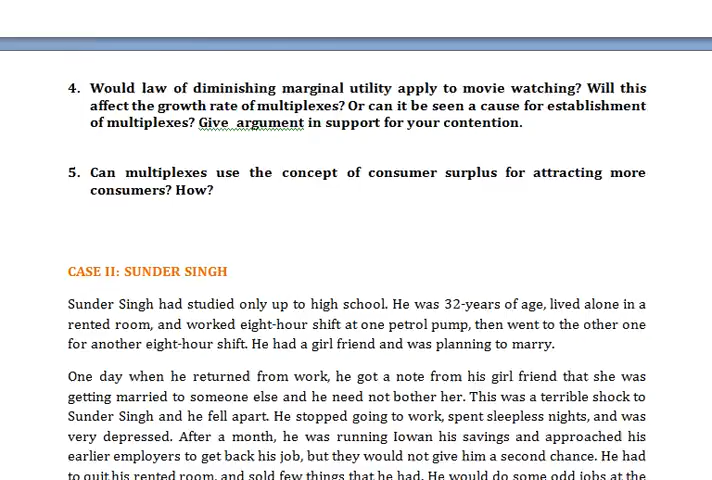 4. Would law of diminishing marginal utility apply to movie watching? Will this
affect the growth rate of multiplexes? Or can it be seen a cause for establishment
of multiplexes? Give argument in support for your contention.
5. Can multiplexes use the concept of consumer surplus for attracting more
consumers? How?
CASE II: SUNDER SINGH
Sunder Singh had studied only up to high school. He was 32-years of age, lived alone in a
rented room, and worked eight-hour shift at one petrol pump, then went to the other one
for another eight-hour shift. He had a girl friend and was planning to marry.
One day when he returned from work, he got a note from his girl friend that she was
getting married to someone else and he need not bother her. This was a terrible shock to
Sunder Singh and he fell apart. He stopped going to work, spent sleepless nights, and was
very depressed. After a month, he was running Iowan his savings and approached his
earlier employers to get back his job, but they would not give him a second chance. He had
to quit his rented room, and sold few things that he had. He would do some odd jobs at the